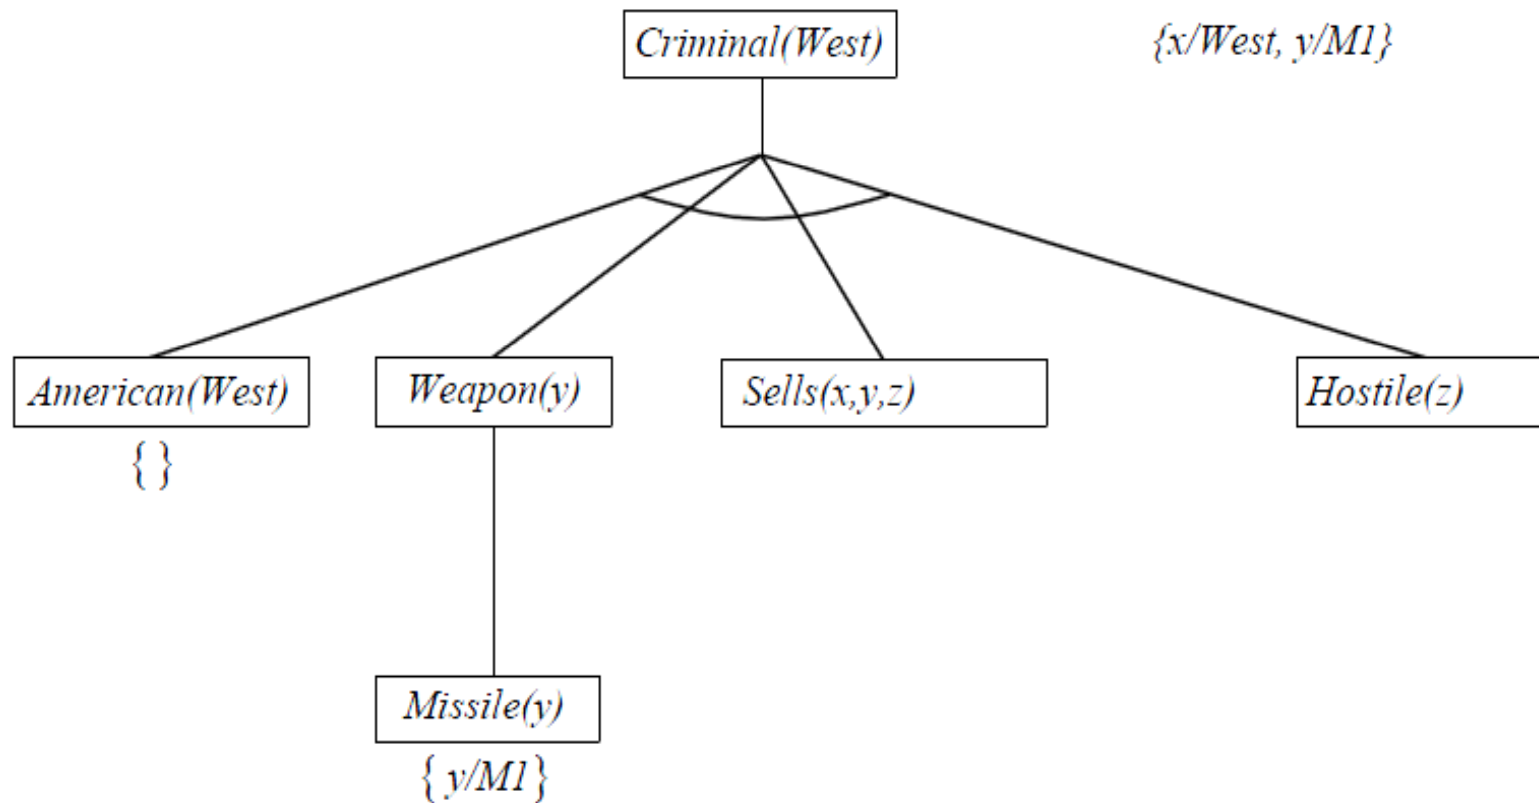 Criminal(West)
{x/West, y/M1}
American(West)
Weapon(y)
Sells(x,y,z)
Hostile(z)
{ }
Missile(y)
{ y/M1}